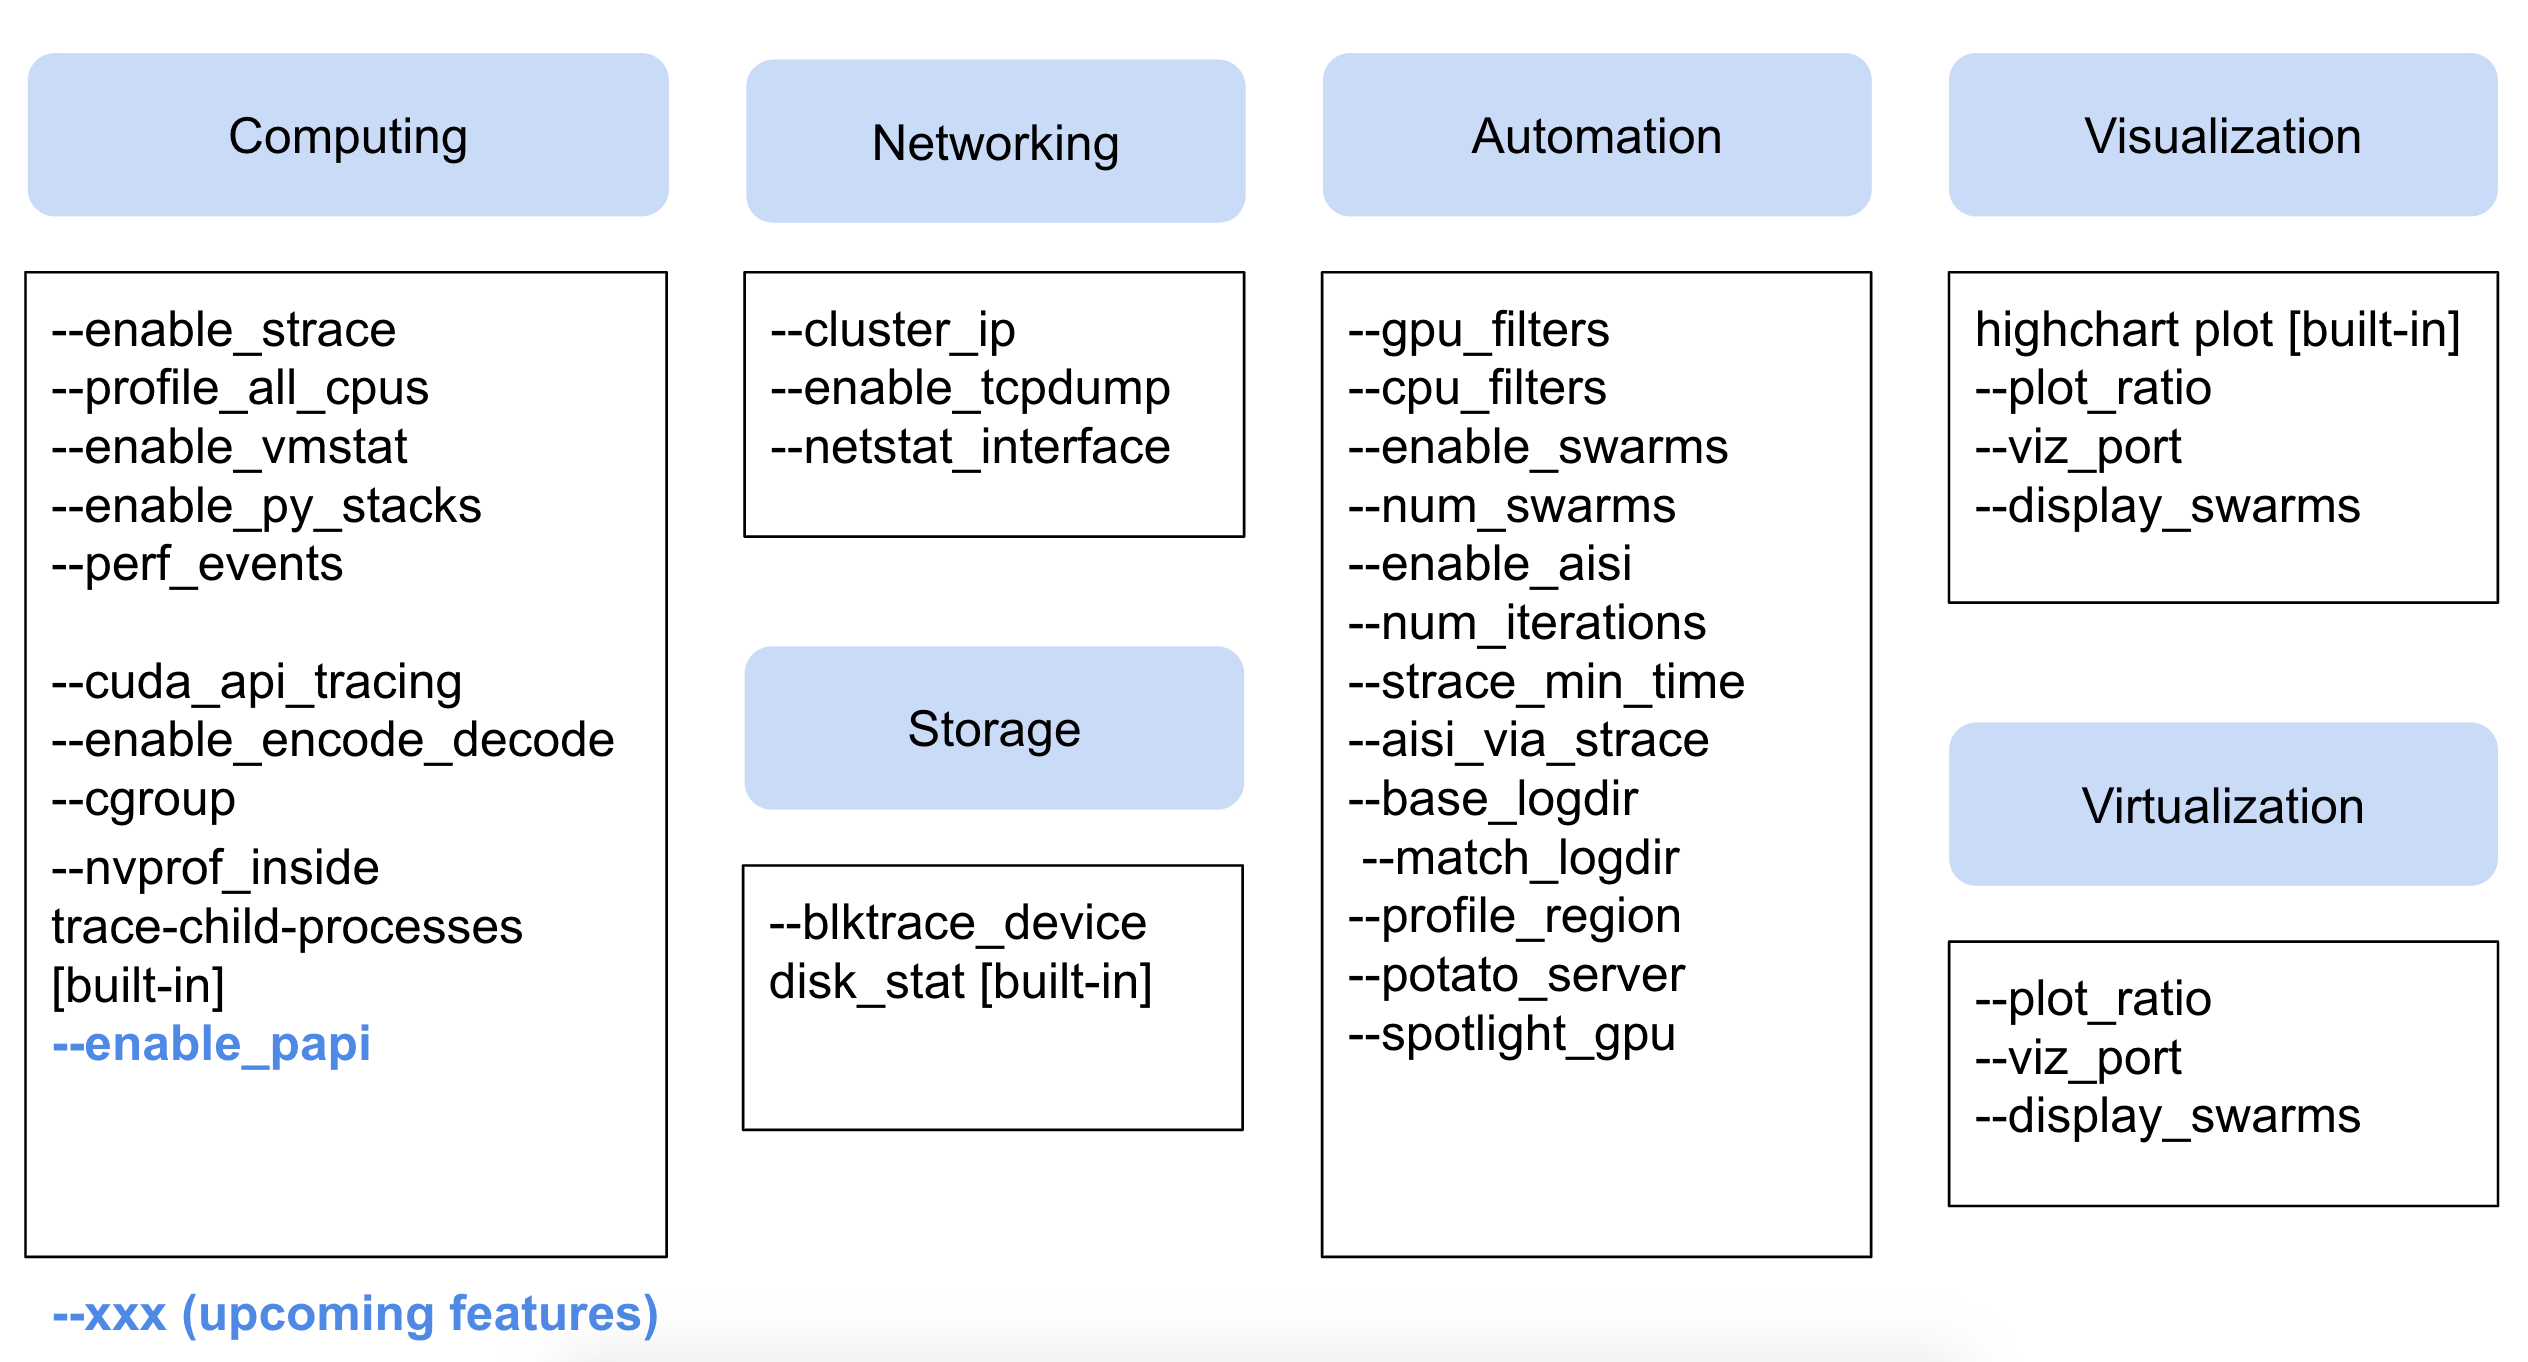 Computing
--enable_strace
--profile_all_cpus
--enable_vmstat
--enable_py_stacks
--perf_events
--cuda_api_tracing
--enable_encode_decode
--cgroup
--nvprof_inside
trace-child-processes
[built-in]
--enable_papi
--xxx (upcoming features)
Networking
--cluster_ip
--enable_tcpdump
--netstat_interface
Storage
--blktrace_device
disk_stat [built-in]
Automation
--gpu_filters
--cpu_filters
--enable_swarms
--num_swarms
--enable_aisi
--num_iterations
--strace_min_time
--aisi_via_strace
--base_logdir
--match_logdir
--profile_region
--potato_server
--spotlight_gpu
Visualization
highchart plot [built-in]
--plot_ratio
--viz_port
--display_swarms
Virtualization
--plot_ratio
--viz_port
--display_swarms